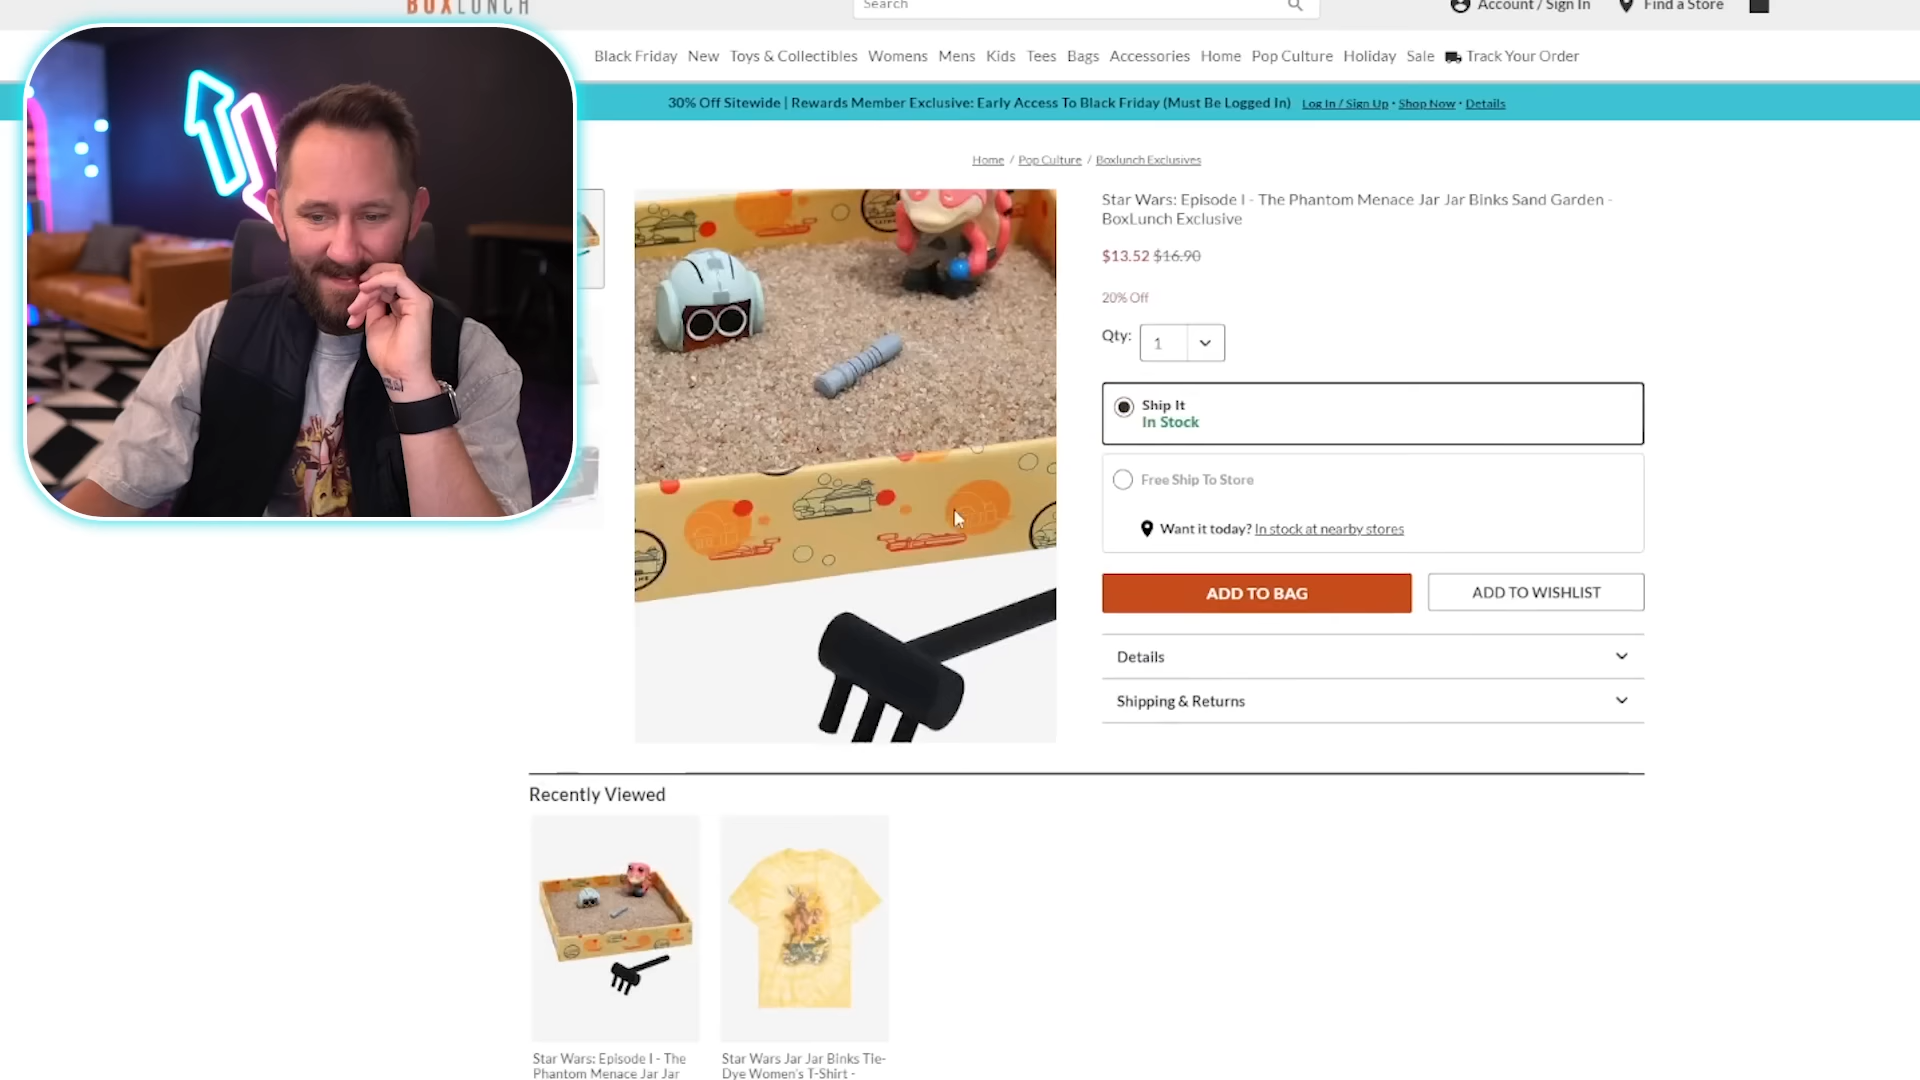 BOXLUNCH
Search
Account / Sign In
Find a Store
Black Friday New Toys & Collectibles Womens Mens Kids Tees Bags Accessories Home Pop Culture Holiday Sale Track Your Order
30% Off Sitewide | Rewards Member Exclusive: Early Access To Black Friday (Must Be Logged In) Log In / Sign Up • Shop Now • Details
Home / Pop Culture / Boxlunch Exclusives
Star Wars: Episode I - The Phantom Menace Jar Jar Binks Sand Garden -
BoxLunch Exclusive
$13.52 $16.90
20% Off
Qty: 1
Ship It
In Stock
Free Ship To Store
Want it today? In stock at nearby stores
ADD TO BAG
ADD TO WISHLIST
Details
Shipping & Returns
Recently Viewed
Star Wars: Episode I - The
Phantom Menace Jar Jar
Star Wars Jar Jar Binks Tie-
Dye Women's T-Shirt -